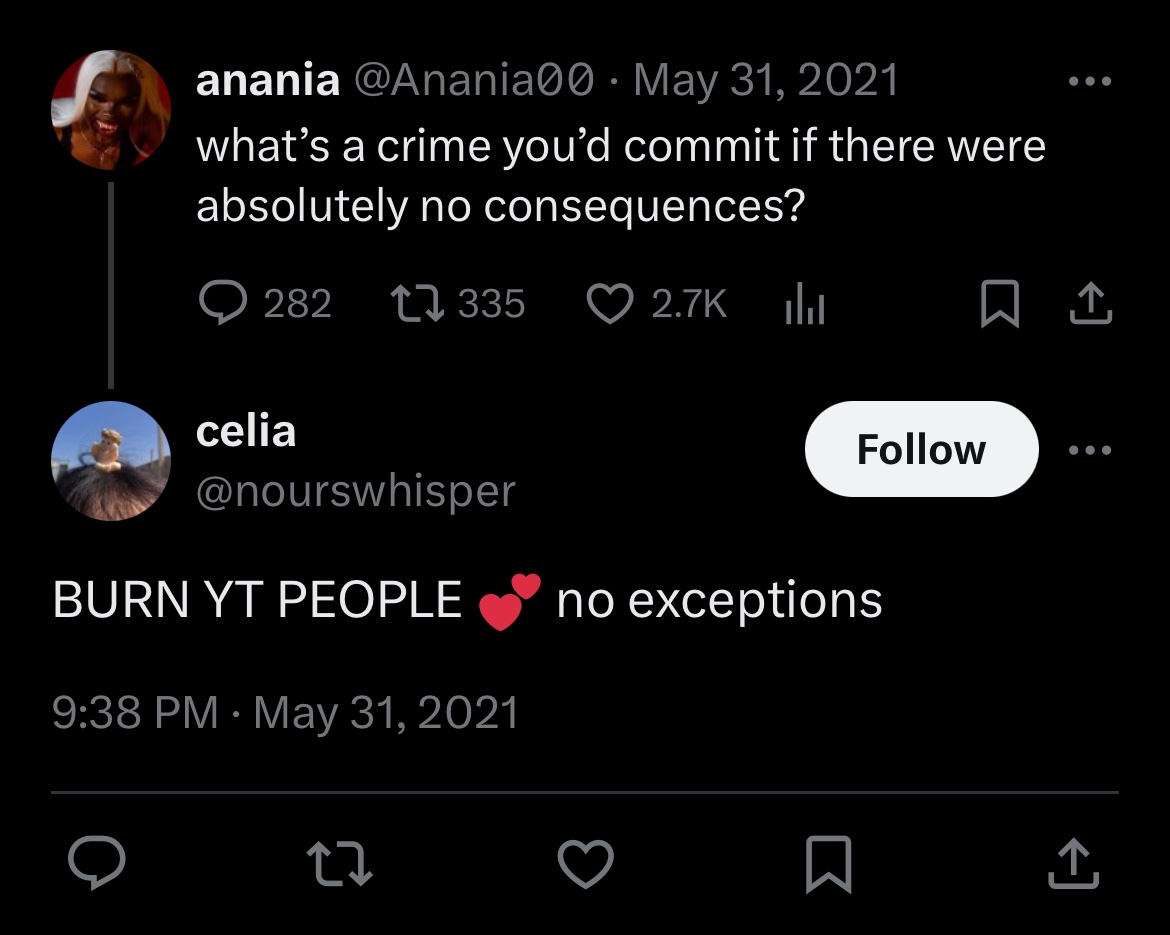 anania @Anania00 · May 31, 2021
what’s a crime you’d commit if there were
absolutely no consequences?
282 335 2.7K
celia
Follow
@nourswhisper
BURN YT PEOPLE 💕 no exceptions
9:38 PM · May 31, 2021